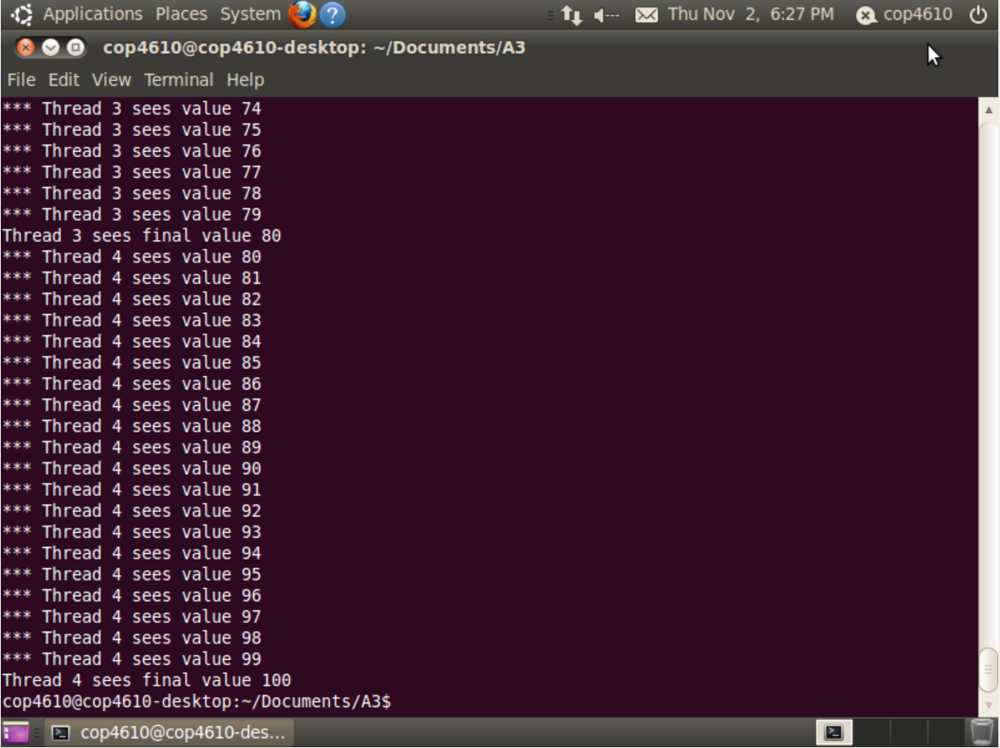 Applications Places System ? Thu Nov 2, 6:27 PM cop4610
cop4610@cop4610-desktop: ~/Documents/A3
File Edit View Terminal Help
*** Thread 3 sees value 74
*** Thread 3 sees value 75
*** Thread 3 sees value 76
*** Thread 3 sees value 77
*** Thread 3 sees value 78
*** Thread 3 sees value 79
Thread 3 sees final value 80
*** Thread 4 sees value 80
*** Thread 4 sees value 81
*** Thread 4 sees value 82
*** Thread 4 sees value 83
*** Thread 4 sees value 84
*** Thread 4 sees value 85
*** Thread 4 sees value 86
*** Thread 4 sees value 87
*** Thread 4 sees value 88
*** Thread 4 sees value 89
*** Thread 4 sees value 90
*** Thread 4 sees value 91
*** Thread 4 sees value 92
*** Thread 4 sees value 93
*** Thread 4 sees value 94
*** Thread 4 sees value 95
*** Thread 4 sees value 96
*** Thread 4 sees value 97
*** Thread 4 sees value 98
*** Thread 4 sees value 99
Thread 4 sees final value 100
cop4610@cop4610-desktop:~/Documents/A3$
cop4610@cop4610-des...